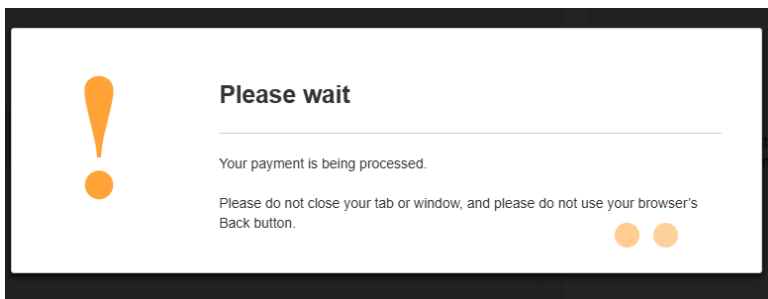 Please wait
Your payment is being processed.
Please do not close your tab or window, and please do not use your browser's
Back button.